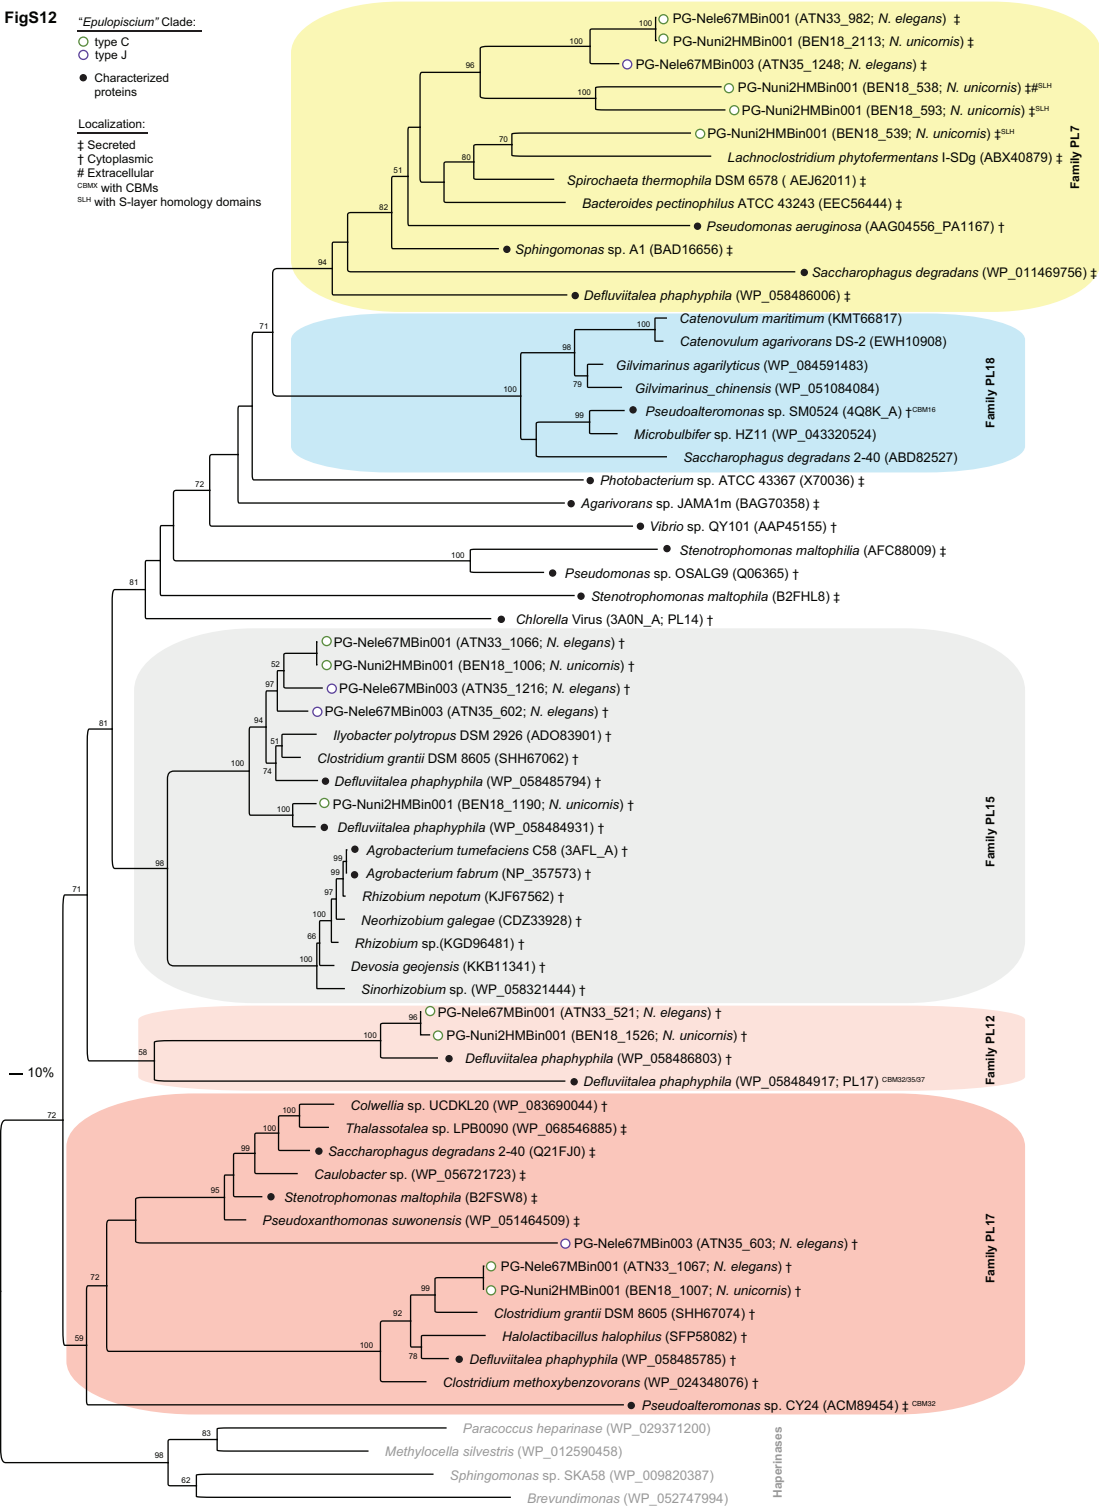 FigS12
"Epulopiscium" Clade:
type C
type J
Characterized
proteins
Localization:
‡ Secreted
† Cytoplasmic
# Extracellular
CBMX with CBMs
SLH with S-layer homology domains
PG-Nele67MBin001 (ATN33_982; N. elegans) ‡
100
PG-Nuni2HMBin001 (BEN18_2113; N. unicornis) ‡
100
PG-Nele67MBin003 (ATN35_1248; N. elegans) ‡
96
PG-Nuni2HMBin001 (BEN18_538; N. unicornis) ‡#SLH
100
PG-Nuni2HMBin001 (BEN18_593; N. unicornis) ‡SLH
PG-Nuni2HMBin001 (BEN18_539; N. unicornis) ‡SLH
70
Lachnoclostridium phytofermentans I-SDg (ABX40879) ‡
80
Spirochaeta thermophila DSM 6578 ( AEJ62011) ‡
51
Bacteroides pectinophilus ATCC 43243 (EEC56444) ‡
82
Pseudomonas aeruginosa (AAG04556_PA1167) †
Sphingomonas sp. A1 (BAD16656) ‡
94
Saccharophagus degradans (WP_011469756) ‡
Defluviitalea phaphyphila (WP_058486006) ‡
Family PL7
71
Catenovulum maritimum (KMT66817)
100
Catenovulum agarivorans DS-2 (EWH10908)
98
Gilvimarinus agarilyticus (WP_084591483)
79
Gilvimarinus_chinensis (WP_051084084)
100
Pseudoalteromonas sp. SM0524 (4Q8K_A) †CBM16
99
Microbulbifer sp. HZ11 (WP_043320524)
Saccharophagus degradans 2-40 (ABD82527)
Family PL18
Photobacterium sp. ATCC 43367 (X70036) ‡
72
Agarivorans sp. JAMA1m (BAG70358) ‡
Vibrio sp. QY101 (AAP45155) †
Stenotrophomonas maltophilia (AFC88009) ‡
100
Pseudomonas sp. OSALG9 (Q06365) †
81
Stenotrophomonas maltophila (B2FHL8) ‡
Chlorella Virus (3A0N_A; PL14) †
PG-Nele67MBin001 (ATN33_1066; N. elegans) †
52
PG-Nuni2HMBin001 (BEN18_1006; N. unicornis) †
97
PG-Nele67MBin003 (ATN35_1216; N. elegans) †
PG-Nele67MBin003 (ATN35_602; N. elegans) †
94
81
Ilyobacter polytropus DSM 2926 (ADO83901) †
51
Clostridium grantii DSM 8605 (SHH67062) †
100
74
Defluviitalea phaphyphila (WP_058485794) †
PG-Nuni2HMBin001 (BEN18_1190; N. unicornis) †
100
Defluviitalea phaphyphila (WP_058484931) †
Agrobacterium tumefaciens C58 (3AFL_A) †
99
98
Agrobacterium fabrum (NP_357573) †
99
Rhizobium nepotum (KJF67562) †
97
71
Neorhizobium galegae (CDZ33928) †
100
Rhizobium sp.(KGD96481) †
66
Devosia geojensis (KKB11341) †
100
Sinorhizobium sp. (WP_058321444) †
Family PL15
PG-Nele67MBin001 (ATN33_521; N. elegans) †
96
PG-Nuni2HMBin001 (BEN18_1526; N. unicornis) †
100
Defluviitalea phaphyphila (WP_058486803) †
58
Defluviitalea phaphyphila (WP_058484917; PL17) CBM32/35/37
Family PL12
10%
72
Colwellia sp. UCDKL20 (WP_083690044) †
100
Thalassotalea sp. LPB0090 (WP_068546885) ‡
100
Saccharophagus degradans 2-40 (Q21FJ0) ‡
99
Caulobacter sp. (WP_056721723) ‡
95
Stenotrophomonas maltophila (B2FSW8) ‡
Pseudoxanthomonas suwonensis (WP_051464509) ‡
PG-Nele67MBin003 (ATN35_603; N. elegans) †
PG-Nele67MBin001 (ATN33_1067; N. elegans) †
72
99
PG-Nuni2HMBin001 (BEN18_1007; N. unicornis) †
92
Clostridium grantii DSM 8605 (SHH67074) †
Halolactibacillus halophilus (SFP58082) †
59
100
78
Defluviitalea phaphyphila (WP_058485785) †
Clostridium methoxybenzovorans (WP_024348076) †
Pseudoalteromonas sp. CY24 (ACM89454) ‡ CBM32
Family PL17
Paracoccus heparinase (WP_029371200)
83
Methylocella silvestris (WP_012590458)
98
Sphingomonas sp. SKA58 (WP_009820387)
62
Brevundimonas (WP_052747994)
Haperinases